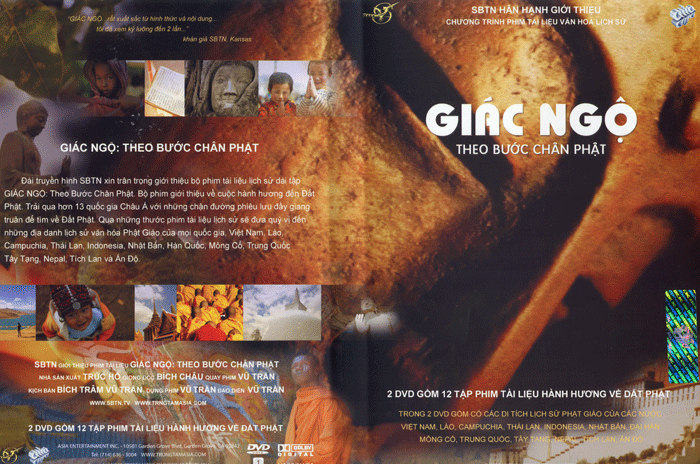 "GIÁC NGỘ. rất xuất sắc từ hình thức và nội dung...
tôi đã xem kỹ lưỡng đến 2 lần..."
khán giả SBTN, Kansas
GIÁC NGỘ: THEO BƯỚC CHÂN PHẬT
Đài truyền hình SBTN xin trân trọng giới thiệu bộ phim tài liệu lịch sử dài tập
GIÁC NGỘ: Theo Bước Chân Phật. Bộ phim giới thiệu về cuộc hành hương đến Đất
Phật. Trải qua hơn 13 quốc gia Châu Á với những chặn đường phiêu lưu đầy giang
truân để tìm về Đất Phật. Qua những thước phim tài liệu lịch sử sẽ đưa quý vị đến
những địa danh lịch sử văn hóa Phật Giáo của mọi quốc gia, Việt Nam, Lào,
Campuchia, Thái Lan, Indonesia, Nhật Bản, Hàn Quốc, Mông Cổ, Trung Quốc
Tây Tạng, Nepal, Tích Lan và Ấn Độ.
SBTN GIỚI THIỆU PHIM TÀI LIỆU GIÁC NGỘ: THEO BƯỚC CHÂN PHẬT
NHÀ SẢN XUẤT TRÚC HỒ GIỌNG ĐỌC BÍCH CHÂU QUAY PHIM VŨ TRẦN
KỊCH BẢN BÍCH TRÂM VŨ TRẦN, DỰNG PHIM VŨ TRẦN ĐẠO DIỄN VŨ TRẦN
WWW.SBTN.TV WWW.TRUNGTAMASIA.COM
2 DVD GỒM 12 TẬP PHIM TÀI LIỆU HÀNH HƯƠNG VỀ ĐẤT PHẬT
ASIA ENTERTAINMENT INC. • 10591 Garden Grove Blvd, Garden Grove, CA 92843
Tel: (714) 636 - 3004 WWW.TRUNGTAMASIA.COM
DVD
DOLBY
DIGITAL
SBTN HÂN HẠNH GIỚI THIỆU
CHƯƠNG TRÌNH PHIM TÀI LIỆU VĂN HOÁ LỊCH SỬ
GIÁC NGỘ
THEO BƯỚC CHÂN PHẬT
2 DVD GỒM 12 TẬP PHIM TÀI LIỆU HÀNH HƯƠNG VỀ ĐẤT PHẬT
TRONG 2 DVD GỒM CÓ CÁC DI TÍCH LỊCH SỬ PHẬT GIÁO CỦA CÁC NƯỚC
VIỆT NAM, LÀO, CAMPUCHIA, THÁI LAN, INDONESIA, NHẬT BẢN, ĐẠI HÀN
MÔNG CỔ, TRUNG QUỐC, TÂY TẠNG, NEPAL, TÍCH LAN, ẤN ĐỘ